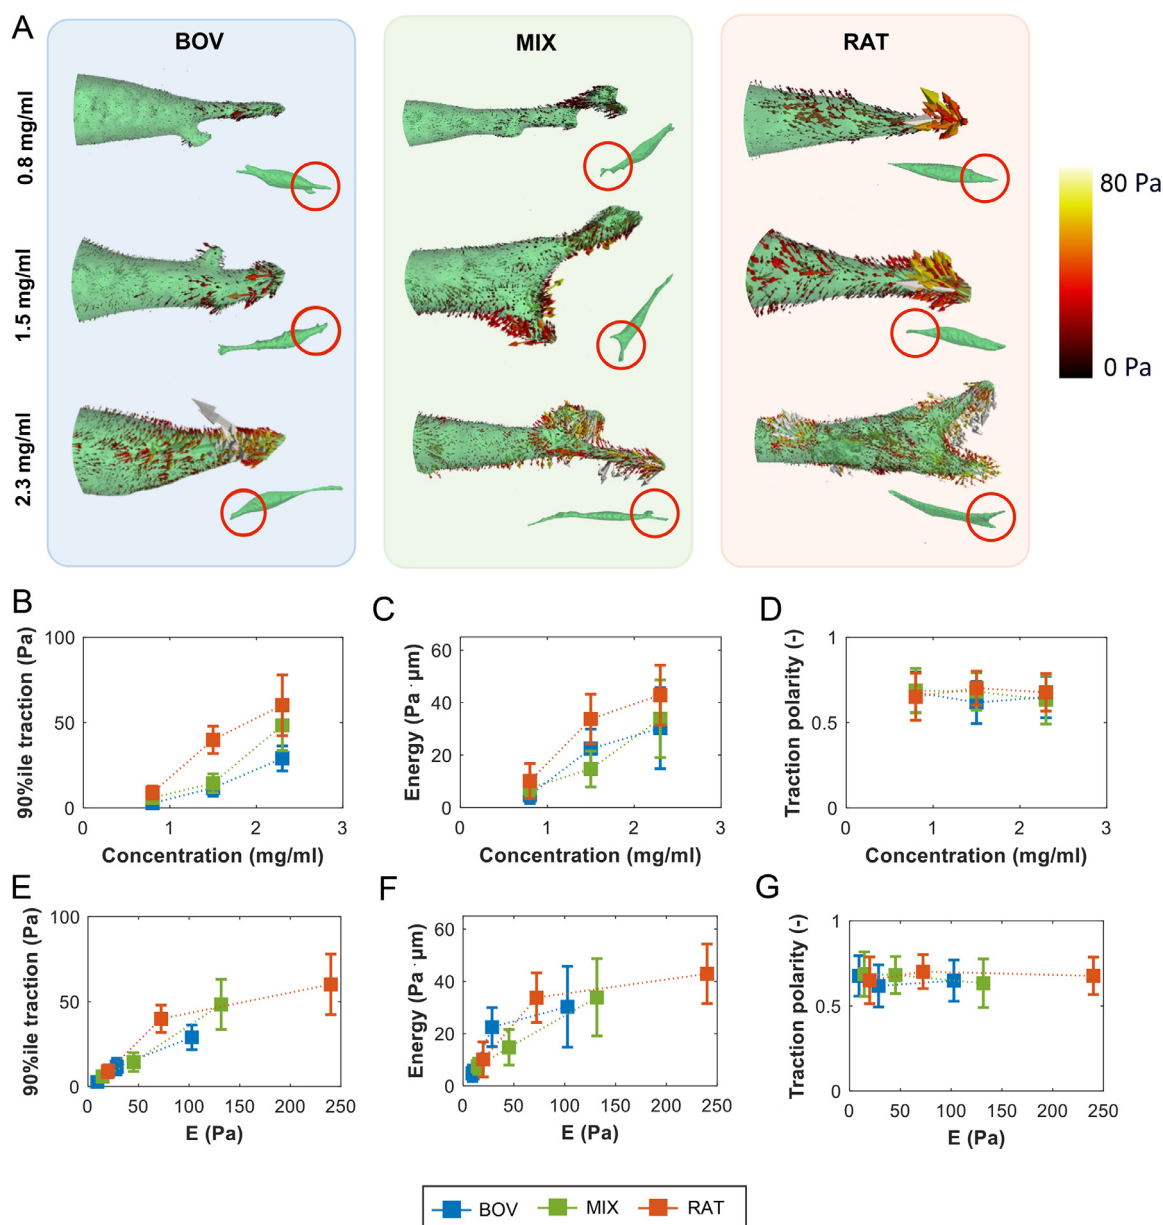 A
BOV
MIX
RAT
0.8 mg/ml
1.5 mg/ml
2.3 mg/ml
80 Pa
0 Pa
B
90%ile traction (Pa)
100
50
0
0 1 2 3
Concentration (mg/ml)
C
Energy (Pa · µm)
60
40
20
0
0 1 2 3
Concentration (mg/ml)
D
Traction polarity (-)
1
0.5
0
0 1 2 3
Concentration (mg/ml)
E
90%ile traction (Pa)
100
50
0
0 50 100 150 200 250
E (Pa)
F
Energy (Pa · µm)
60
40
20
0
0 50 100 150 200 250
E (Pa)
G
Traction polarity (-)
1
0.5
0
0 50 100 150 200 250
E (Pa)
BOV MIX RAT